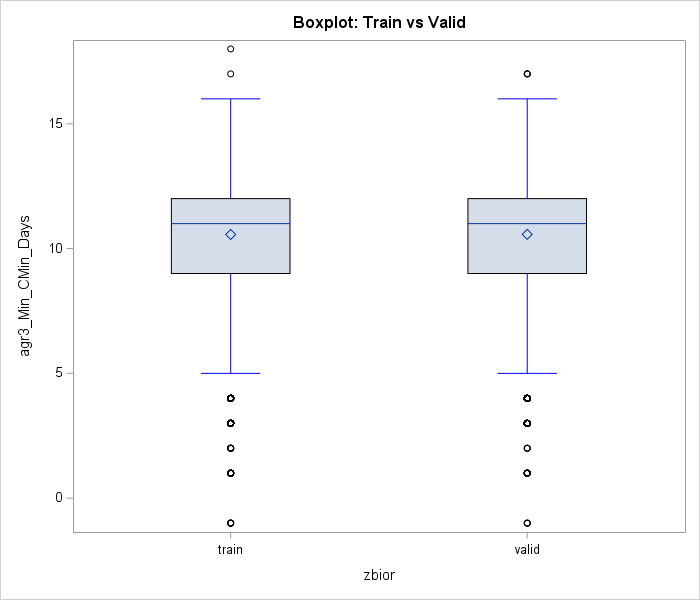 Boxplot: Train vs Valid
15
10
5
0
agr3_Min_CMin_Days
train
valid
zbior